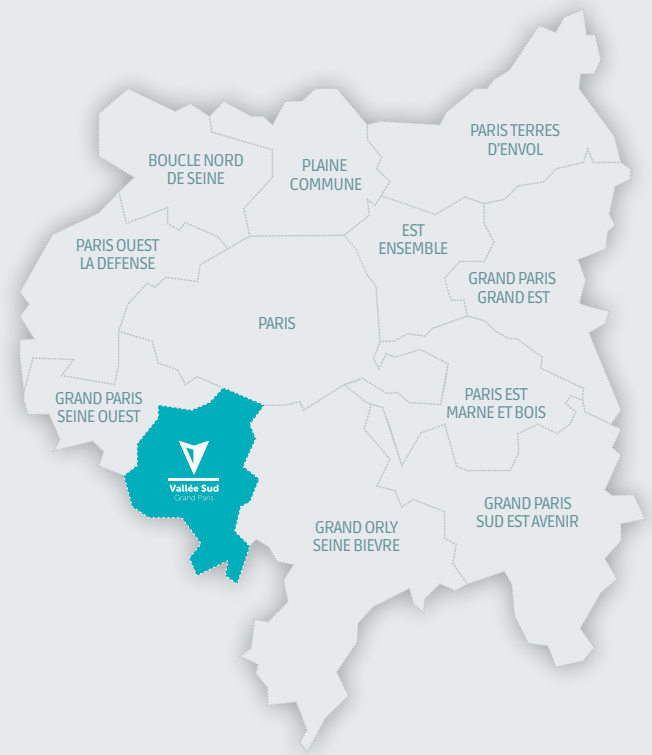 PARIS TERRES
D'ENVOL
BOUCLE NORD
DE SEINE
PLAINE
COMMUNE
EST
ENSEMBLE
PARIS OUEST
LA DEFENSE
GRAND PARIS
GRAND EST
PARIS
GRAND PARIS
SEINE OUEST
PARIS EST
MARNE ET BOIS
Vallée Sud
Grand Paris
GRAND PARIS
SUD EST AVENIR
GRAND ORLY
SEINE BIEVRE